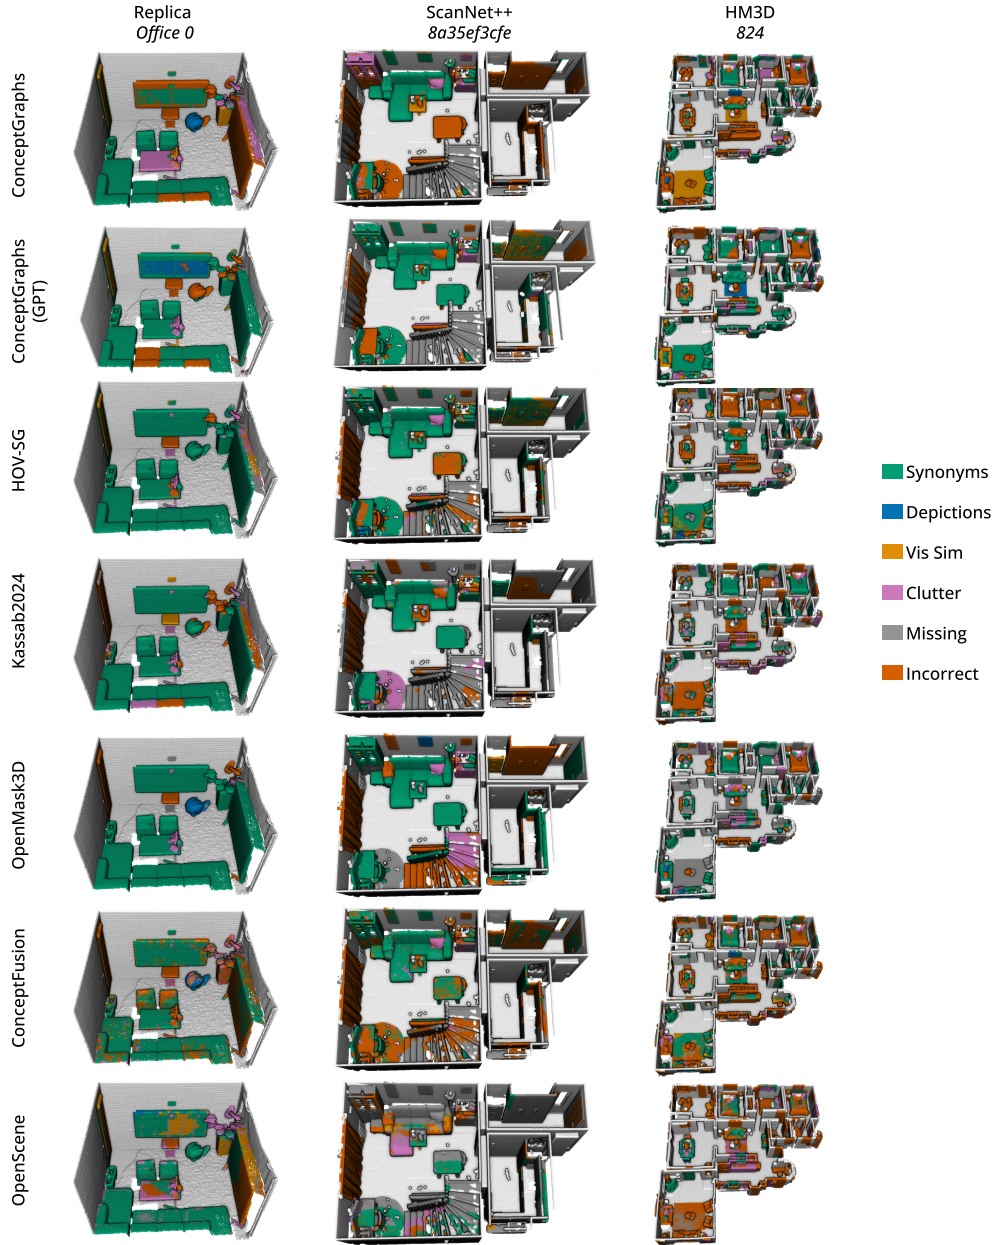 Replica
Office 0
ScanNet++
8a35ef3cfe
HM3D
824
ConceptGraphs
ConceptGraphs
(GPT)
HOV-SG
Kassab2024
OpenMask3D
ConceptFusion
OpenScene
Synonyms
Depictions
Vis Sim
Clutter
Missing
Incorrect